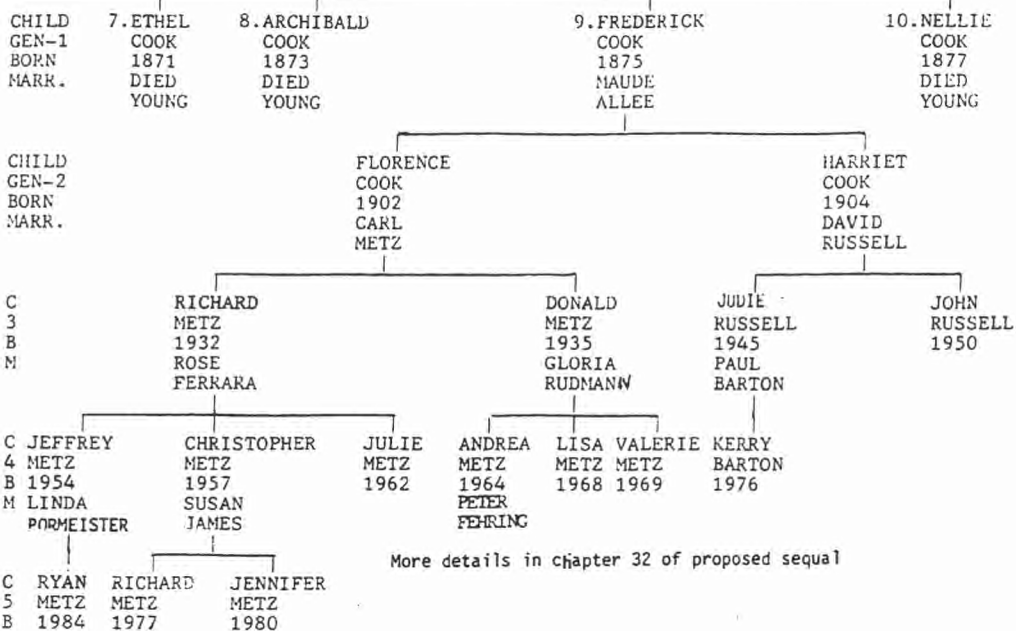 CHILD 7.ETHEL 8.ARCHIBALD 9.FREDERICK 10.NELLIE
GEN-1 COOK COOK COOK COOK
BORN 1871 1873 1875 1877
MARR. DIED DIED MAUDE DIED
YOUNG YOUNG ALLEE YOUNG
CHILD FLORENCE HARRIET
GEN-2 COOK COOK
BORN 1902 1904
MARR. CARL DAVID
METZ RUSSELL
C RICHARD DONALD JUDIE JOHN
3 METZ METZ RUSSELL RUSSELL
B 1932 1935 1945 1950
M ROSE GLORIA PAUL
FERRARA RUDMANN BARTON
C JEFFREY CHRISTOPHER JULIE ANDREA LISA VALERIE KERRY
4 METZ METZ METZ METZ METZ METZ BARTON
B 1954 1957 1962 1964 1968 1969 1976
M LINDA SUSAN PETER
PORMEISTER JAMES FEHRING
More details in chapter 32 of proposed sequal
C RYAN RICHARD JENNIFER
5 METZ METZ METZ
B 1984 1977 1980